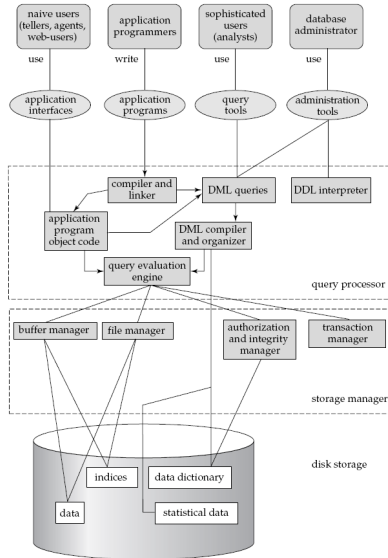 naive users
(tellers, agents,
web-users)
application
programmers
sophisticated
users
(analysts)
database
administrator
use
write
use
use
application
interfaces
application
programs
query
tools
administration
tools
compiler and
linker
DML queries
DDL interpreter
application
program
object code
DML compiler
and organizer
query evaluation
engine
query processor
buffer manager
file manager
authorization
and integrity
manager
transaction
manager
storage manager
disk storage
indices
data dictionary
data
statistical data